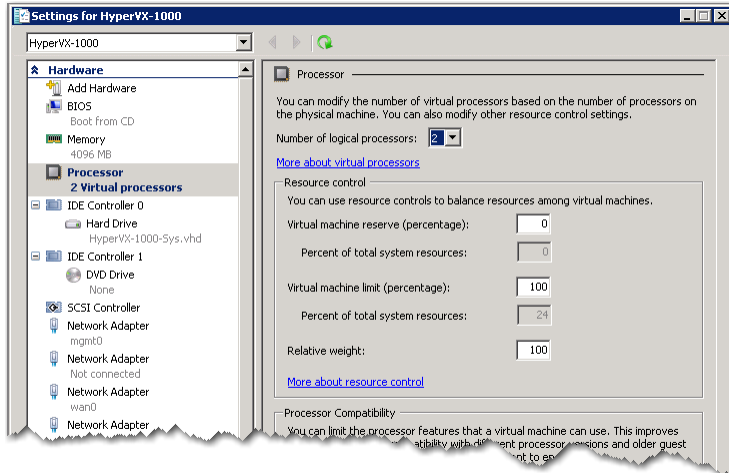 Settings for HyperVX-1000
HyperVX-1000
Hardware
Add Hardware
BIOS
Boot from CD
Memory
4096 MB
Processor
2 Virtual processors
IDE Controller 0
Hard Drive
HyperVX-1000-Sys.vhd
IDE Controller 1
DVD Drive
None
SCSI Controller
Network Adapter
mgmt0
Network Adapter
Not connected
Network Adapter
wan0
Network Adapter
Processor
You can modify the number of virtual processors based on the number of processors on
the physical machine. You can also modify other resource control settings.
Number of logical processors: 2
More about virtual processors
Resource control
You can use resource controls to balance resources among virtual machines.
Virtual machine reserve (percentage): 0
Percent of total system resources: 0
Virtual machine limit (percentage): 100
Percent of total system resources: 24
Relative weight: 100
More about resource control
Processor Compatibility
You can limit the processor features that a virtual machine can use. This improves
with different processor versions and older guest